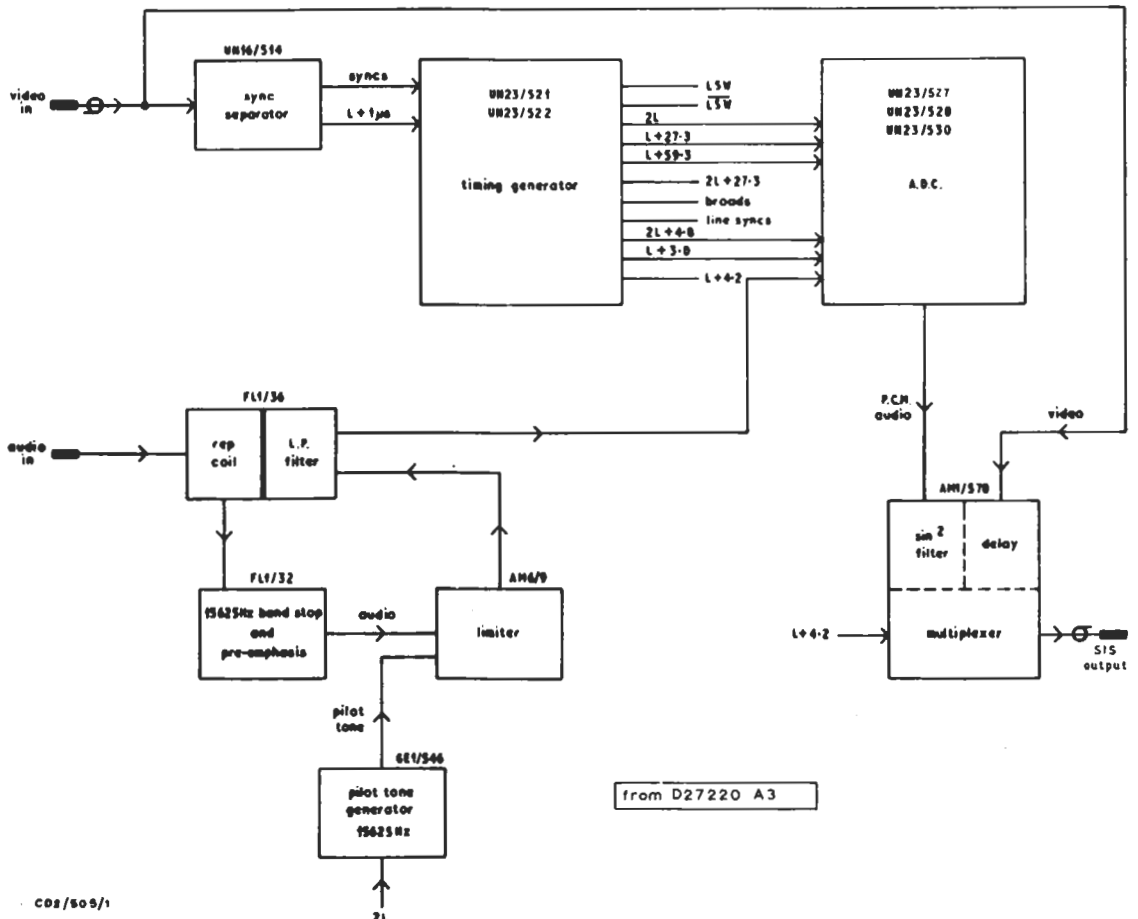 UN16/514
video
in
sync
separator
syncs
L+1µs
UN23/521
UN23/522
timing generator
LSW
LSW
2L
L+27·3
L+59·3
2L+27·3
broads
line syncs
2L+4·8
L+3·8
L+4·2
UN23/527
UN23/528
UN23/530
A.D.C.
FL1/36
audio
in
rep
coil
L.P.
filter
P.C.M.
audio
video
AM1/578
sin²
filter
delay
multiplexer
L+4·2
SIS
output
FL1/32
15625Hz band stop
and
pre-emphasis
audio
AM6/9
limiter
pilot
tone
GE1/546
pilot tone
generator
15625Hz
2L
from D27220 A3
CDS/505/1